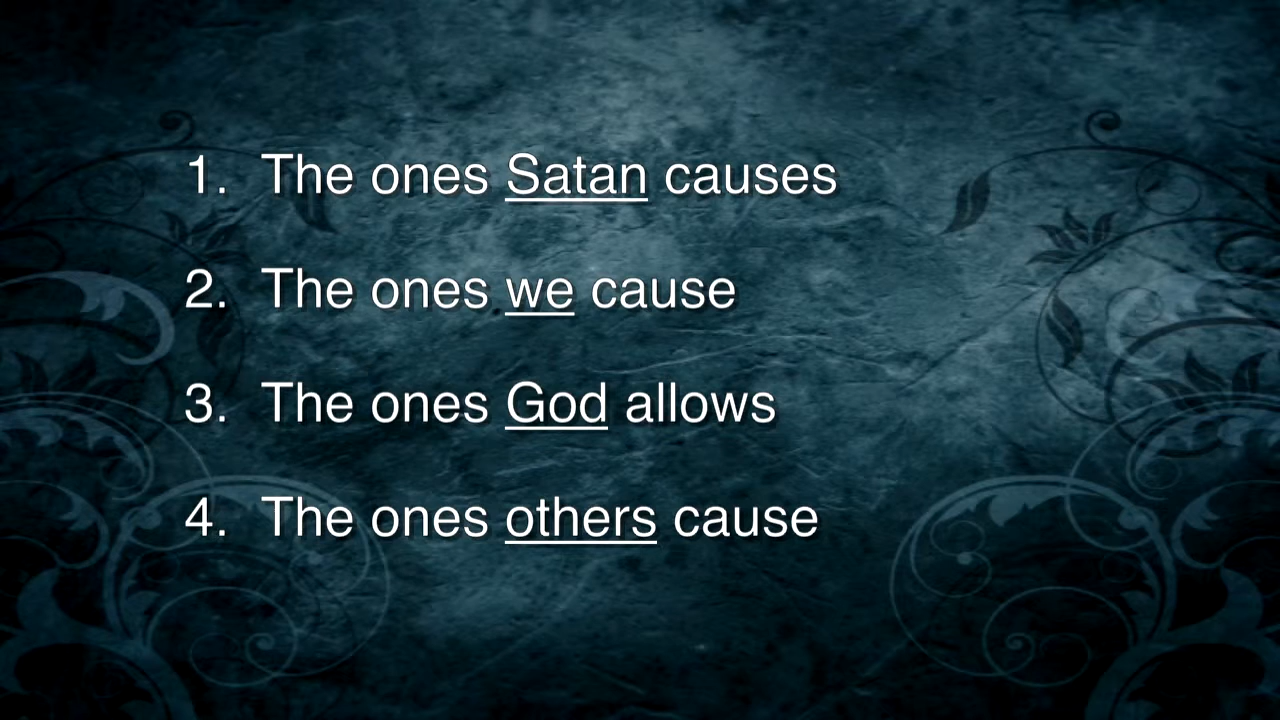 1. The ones Satan causes
2. The ones we cause
3. The ones God allows
4. The ones others cause